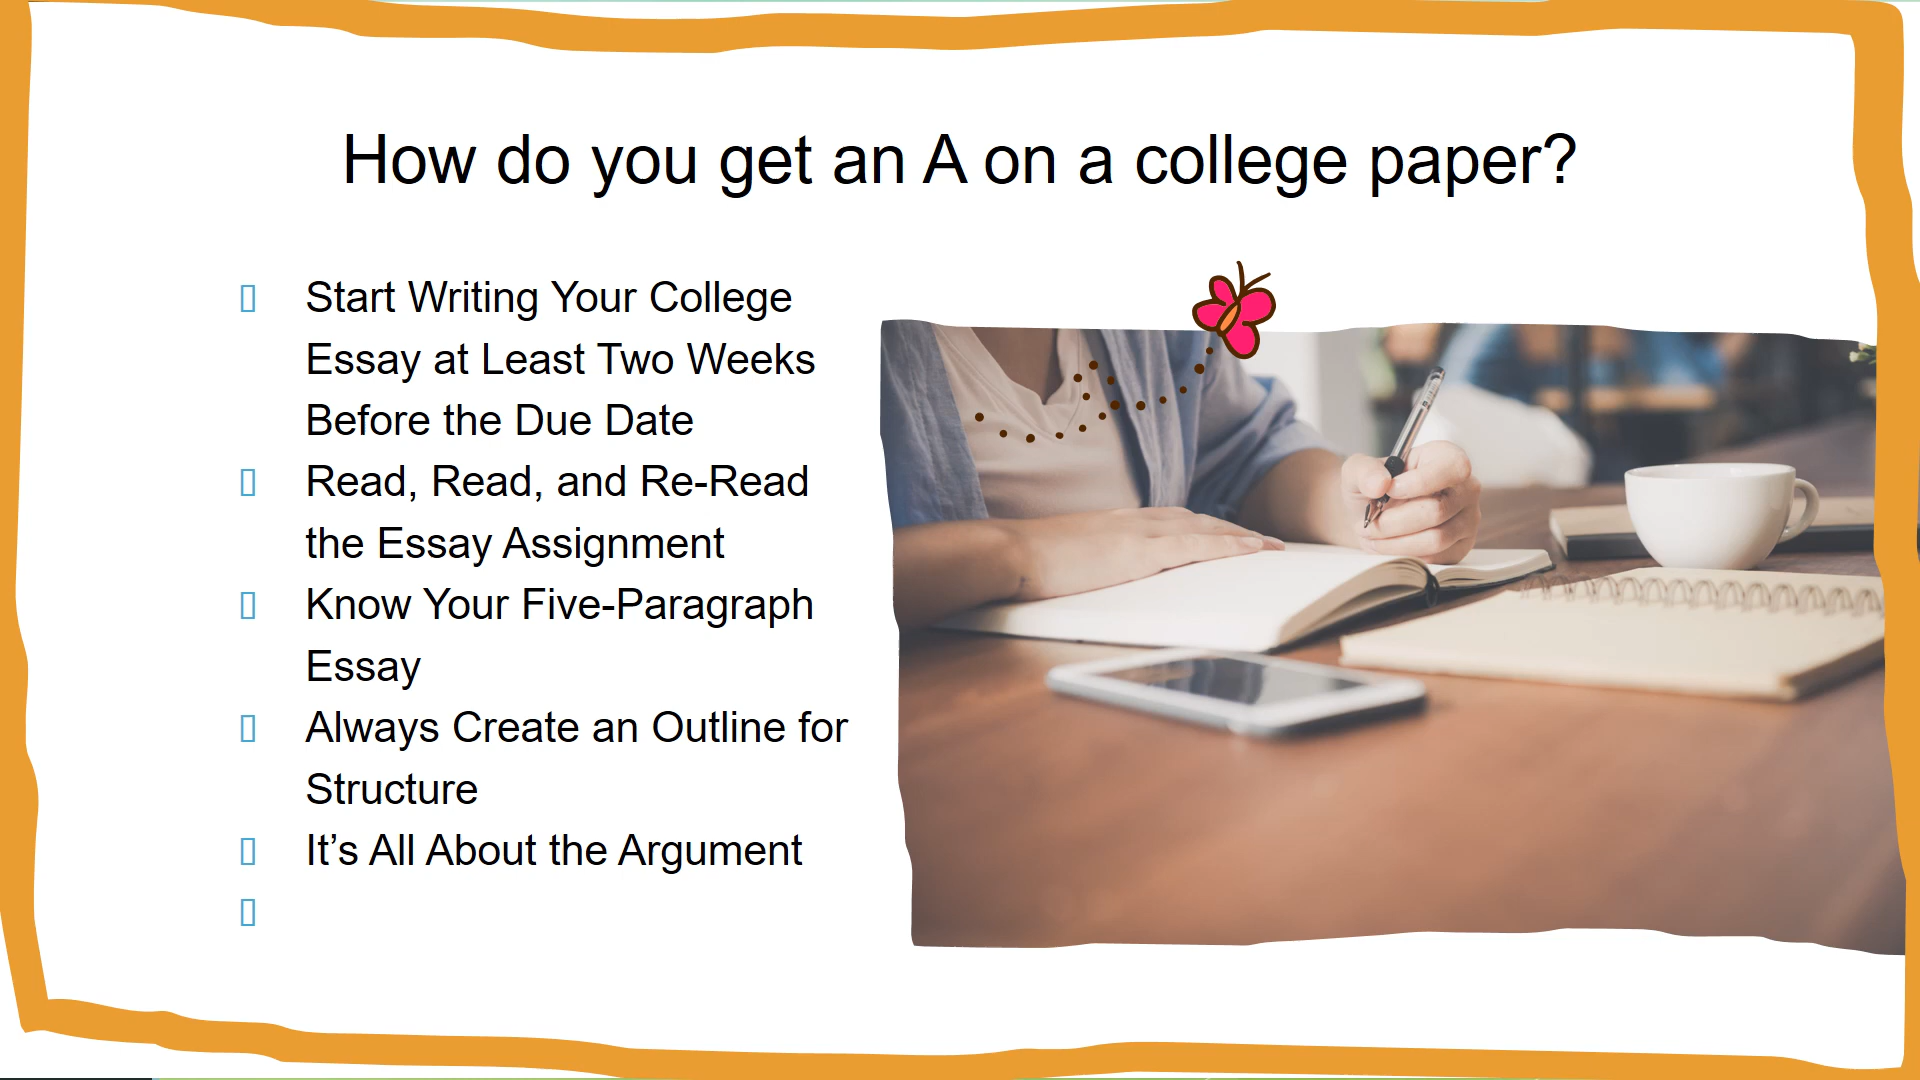 How do you get an A on a college paper?
Start Writing Your College
Essay at Least Two Weeks
Before the Due Date
Read, Read, and Re-Read
the Essay Assignment
Know Your Five-Paragraph
Essay
Always Create an Outline for
Structure
It’s All About the Argument